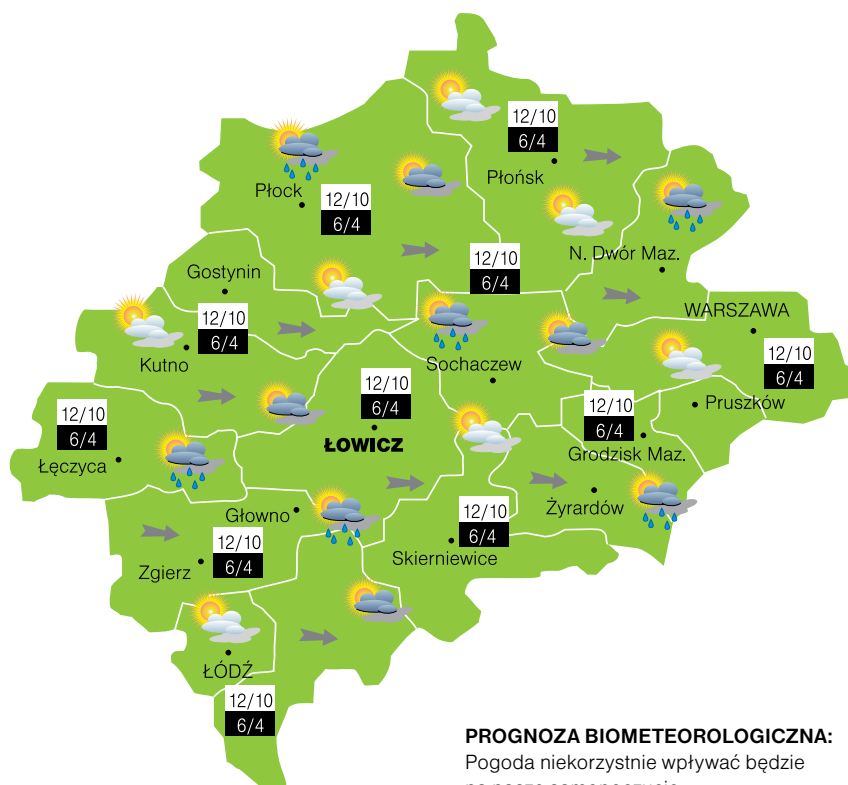 12/10
6/4
Płońsk
Płock
12/10
6/4
N. Dwór Maz.
12/10
6/4
Gostynin
12/10
6/4
Kutno
WARSZAWA
12/10
6/4
Sochaczew
12/10
6/4
ŁOWICZ
Pruszków
12/10
6/4
Grodzisk Maz.
12/10
6/4
Łęczyca
Żyrardów
Głowno
12/10
6/4
Skierniewice
12/10
6/4
Zgierz
ŁÓDŹ
12/10
6/4
PROGNOZA BIOMETEOROLOGICZNA:
Pogoda niekorzystnie wpływać będzie
na nasze samopoczucie